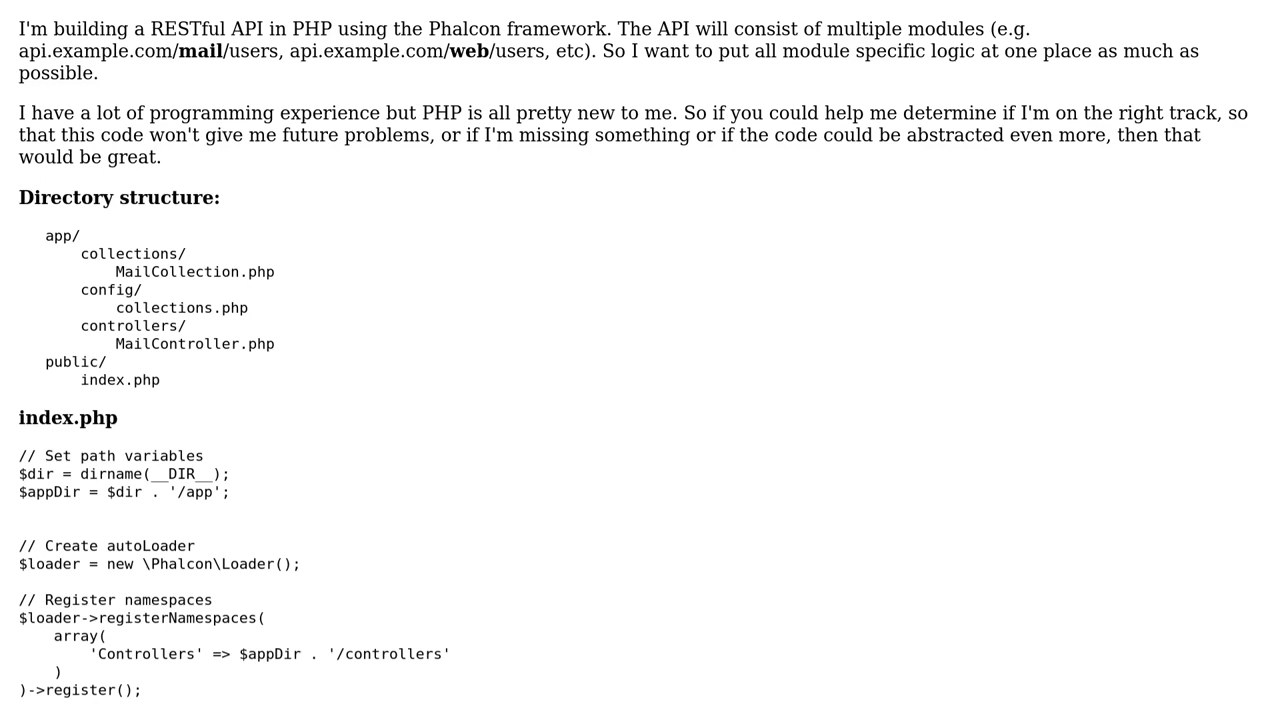 I'm building a RESTful API in PHP using the Phalcon framework. The API will consist of multiple modules (e.g.
api.example.com/mail/users, api.example.com/web/users, etc). So I want to put all module specific logic at one place as much as
possible.
I have a lot of programming experience but PHP is all pretty new to me. So if you could help me determine if I'm on the right track, so
that this code won't give me future problems, or if I'm missing something or if the code could be abstracted even more, then that
would be great.
Directory structure:
app/
    collections/
        MailCollection.php
    config/
        collections.php
    controllers/
        MailController.php
public/
    index.php
index.php
// Set path variables
$dir = dirname(__DIR__);
$appDir = $dir . '/app';
// Create autoLoader
$loader = new \Phalcon\Loader();
// Register namespaces
$loader->registerNamespaces(
    array(
        'Controllers' => $appDir . '/controllers'
    )
)->register();